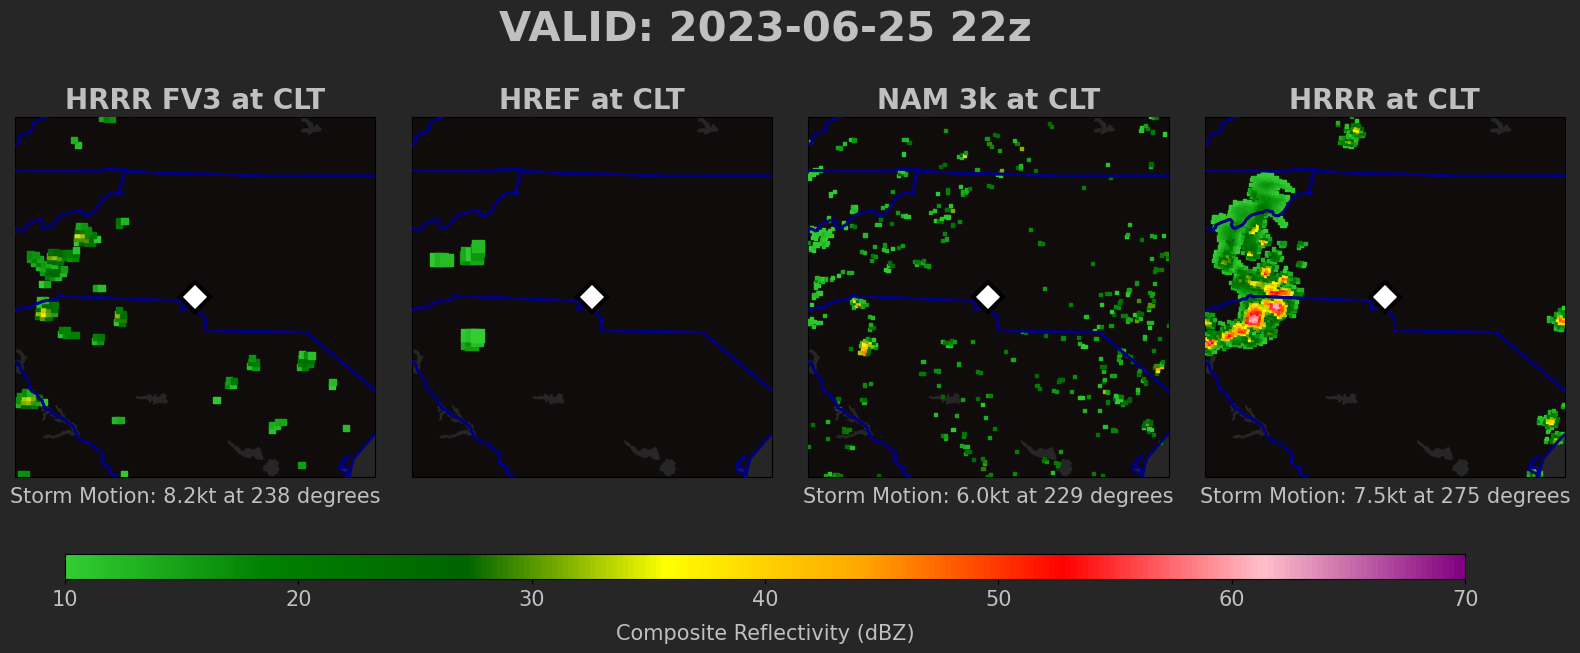 VALID: 2023-06-25 22z
HRRR FV3 at CLT
HREF at CLT
NAM 3k at CLT
HRRR at CLT
Storm Motion: 8.2kt at 238 degrees
Storm Motion: 6.0kt at 229 degrees
Storm Motion: 7.5kt at 275 degrees
10 20 30 40 50 60 70
Composite Reflectivity (dBZ)